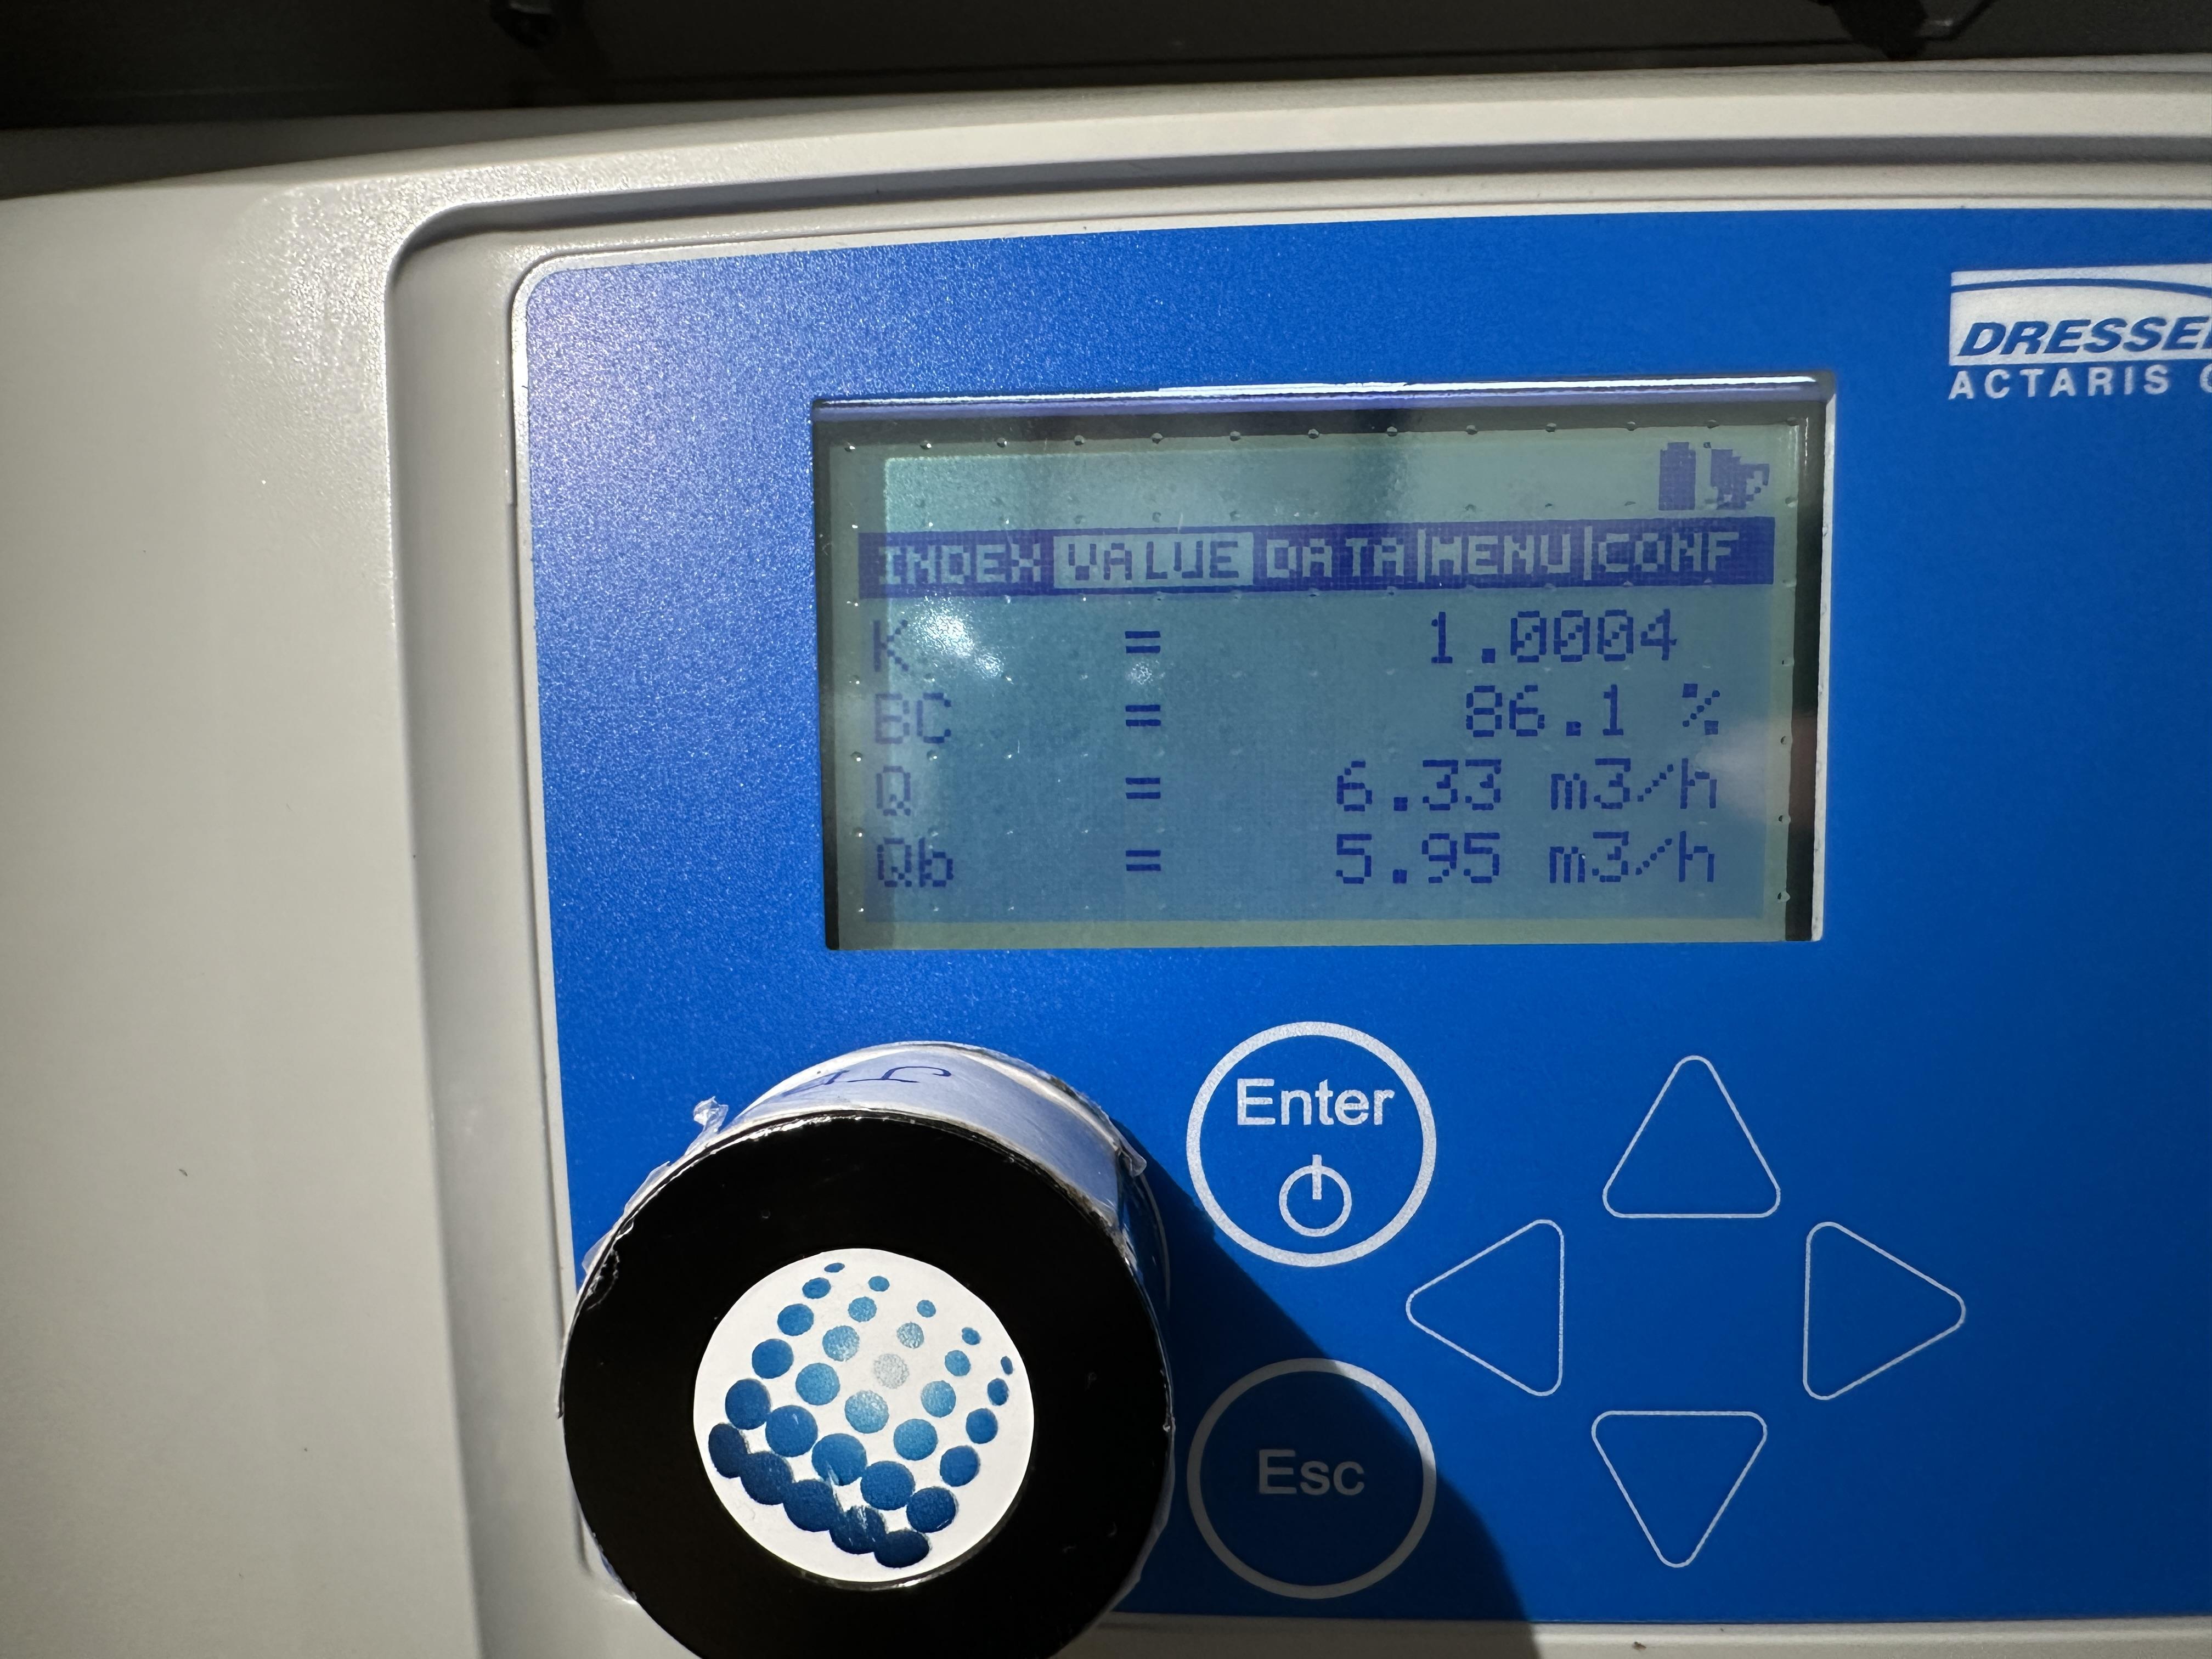 DRESSE
ACTARIS
INDEX VALUE DATA|MENU|CONF
K = 1.0004
BC = 86.1 %
Q = 6.33 m3/h
Qb = 5.95 m3/h
Enter
Esc